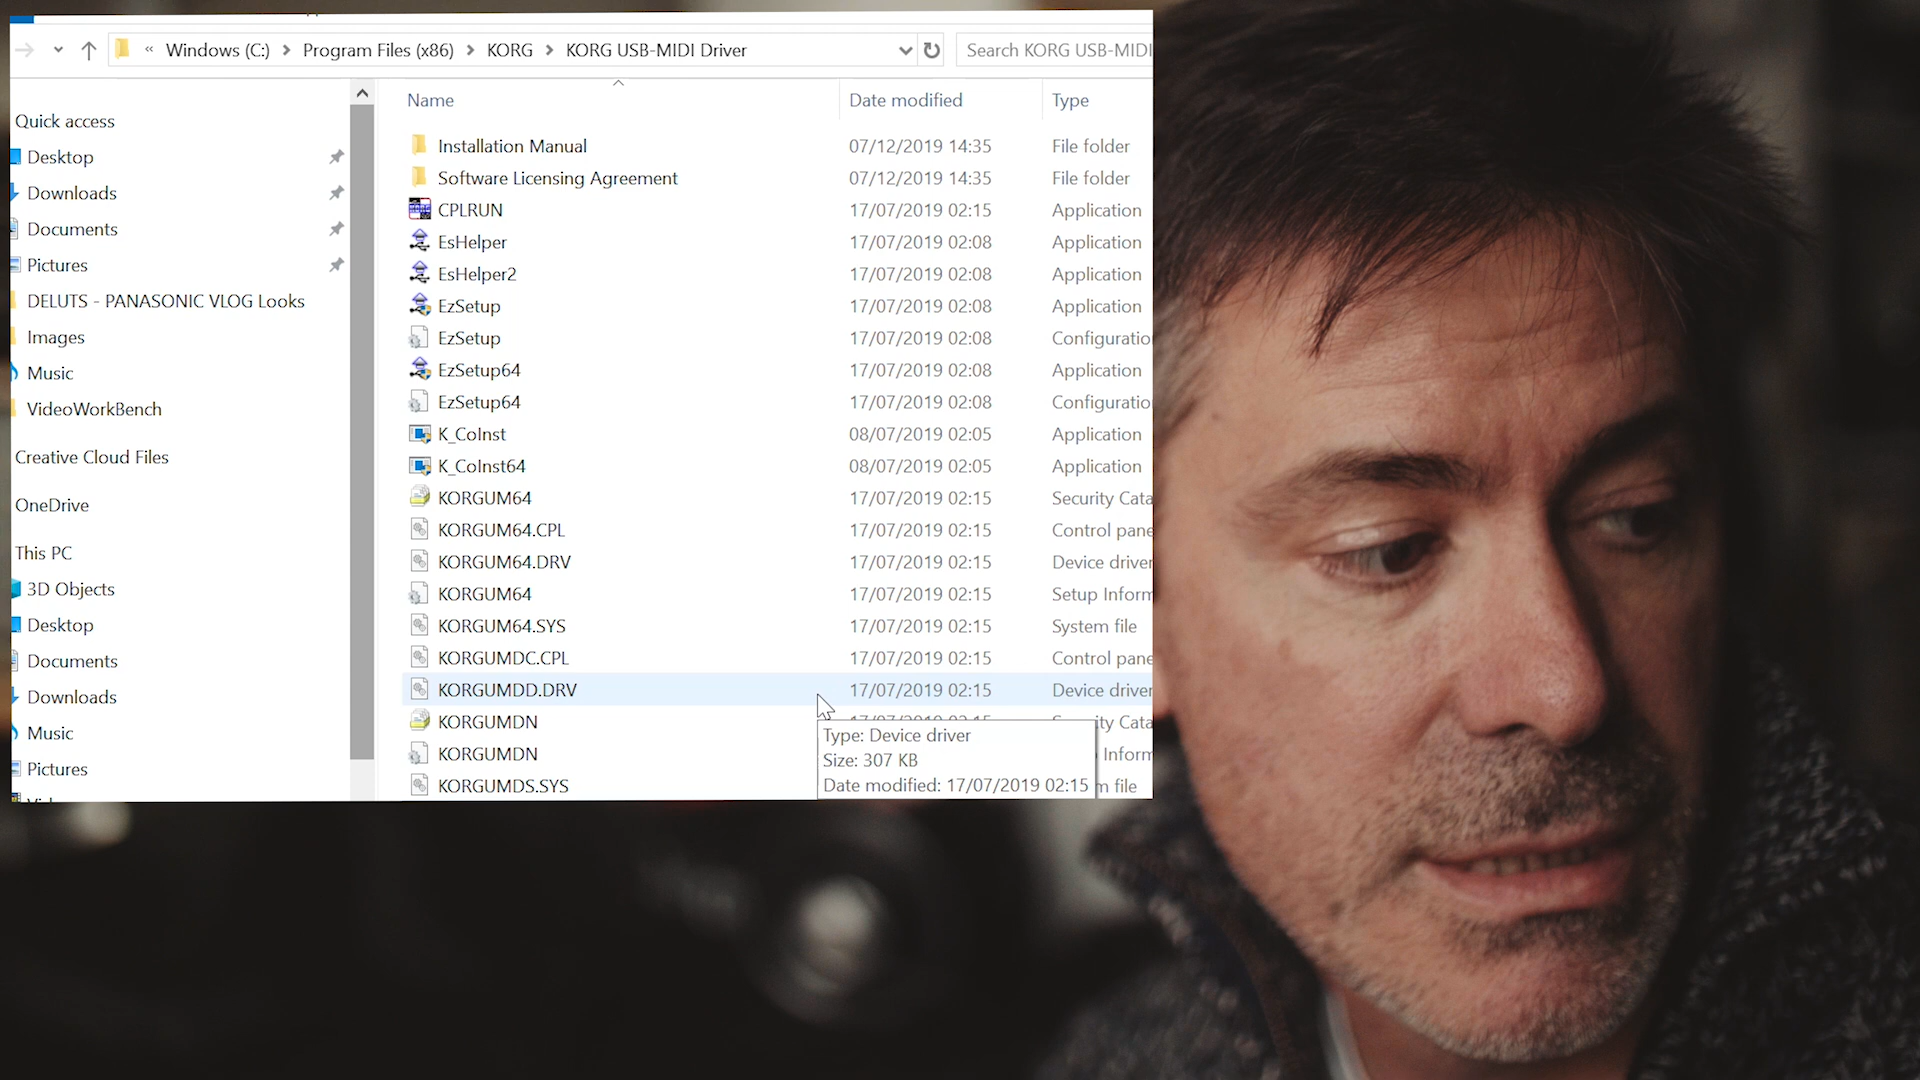 « Windows (C:) > Program Files (x86) > KORG > KORG USB-MIDI Driver
Search KORG USB-MIDI
Name Date modified Type
Quick access
Desktop
Downloads
Documents
Pictures
DELUTS - PANASONIC VLOG Looks
Images
Music
VideoWorkBench
Creative Cloud Files
OneDrive
This PC
3D Objects
Desktop
Documents
Downloads
Music
Pictures
Installation Manual 07/12/2019 14:35 File folder
Software Licensing Agreement 07/12/2019 14:35 File folder
CPLRUN 17/07/2019 02:15 Application
EsHelper 17/07/2019 02:08 Application
EsHelper2 17/07/2019 02:08 Application
EzSetup 17/07/2019 02:08 Application
EzSetup 17/07/2019 02:08 Configuratio
EzSetup64 17/07/2019 02:08 Application
EzSetup64 17/07/2019 02:08 Configuratio
K_CoInst 08/07/2019 02:05 Application
K_CoInst64 08/07/2019 02:05 Application
KORGUM64 17/07/2019 02:15 Security Cata
KORGUM64.CPL 17/07/2019 02:15 Control pane
KORGUM64.DRV 17/07/2019 02:15 Device driver
KORGUM64 17/07/2019 02:15 Setup Inform
KORGUM64.SYS 17/07/2019 02:15 System file
KORGUMDC.CPL 17/07/2019 02:15 Control pane
KORGUMDD.DRV 17/07/2019 02:15 Device driver
KORGUMDN
KORGUMDN Inform
KORGUMDS.SYS file
Type: Device driver
Size: 307 KB
Date modified: 17/07/2019 02:15